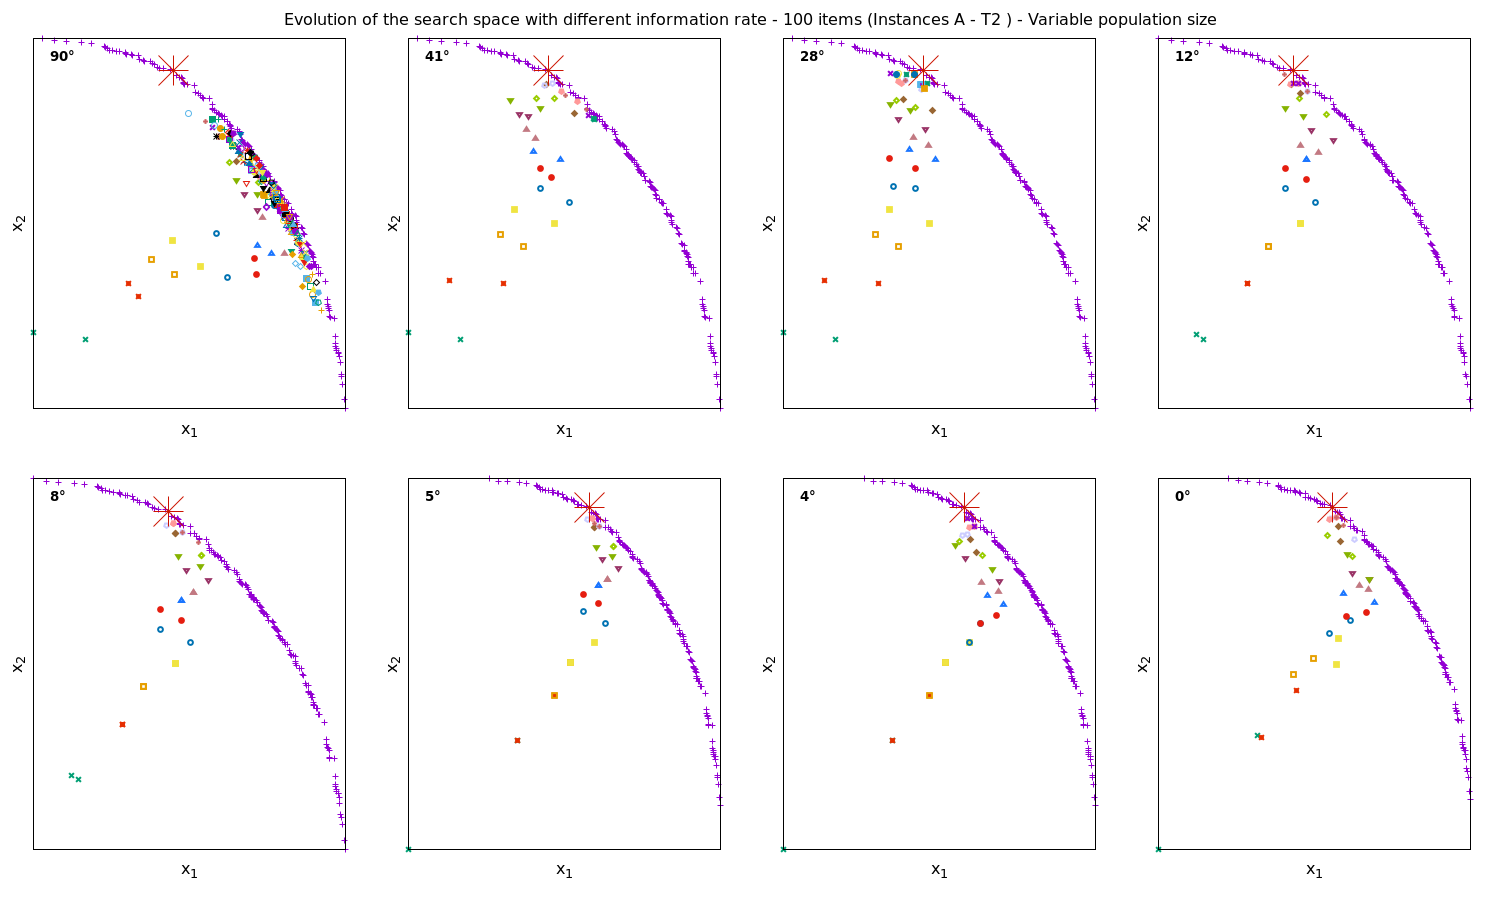 Evolution of the search space with different information rate - 100 items (Instances A - T2 ) - Variable population size
90°
41°
28°
12°
x2
x2
x2
x2
x1
x1
x1
x1
8°
5°
4°
0°
x2
x2
x2
x2
x1
x1
x1
x1